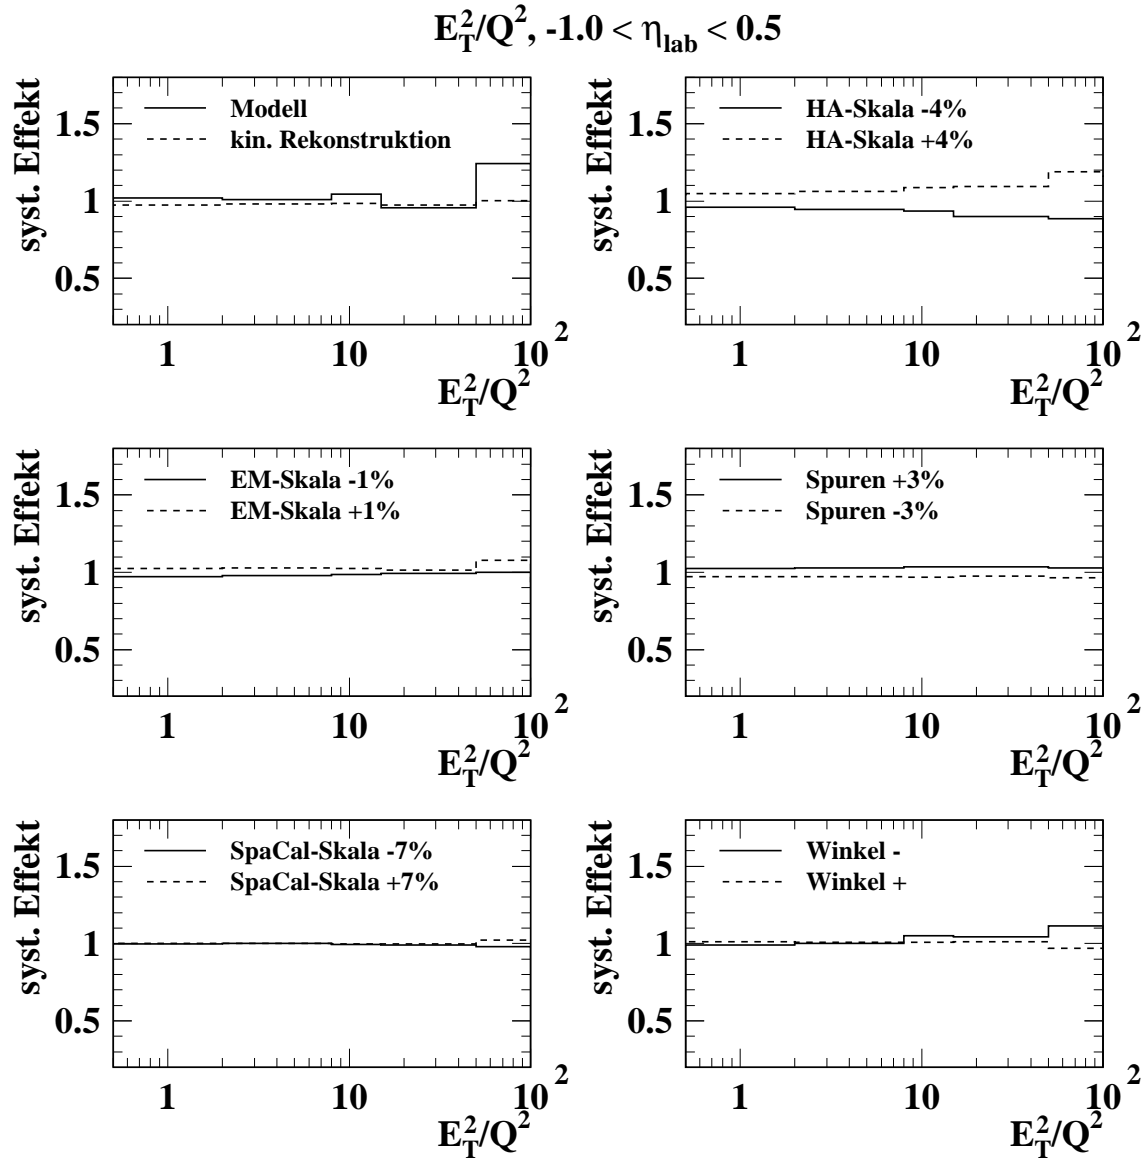 E_T^2/Q^2, -1.0 < η_lab < 0.5
syst. Effekt
Modell
kin. Rekonstruktion
1.5
1
0.5
1 10 10^2
E_T^2/Q^2
syst. Effekt
HA-Skala -4%
HA-Skala +4%
1.5
1
0.5
1 10 10^2
E_T^2/Q^2
syst. Effekt
EM-Skala -1%
EM-Skala +1%
1.5
1
0.5
1 10 10^2
E_T^2/Q^2
syst. Effekt
Spuren +3%
Spuren -3%
1.5
1
0.5
1 10 10^2
E_T^2/Q^2
syst. Effekt
SpaCal-Skala -7%
SpaCal-Skala +7%
1.5
1
0.5
1 10 10^2
E_T^2/Q^2
syst. Effekt
Winkel -
Winkel +
1.5
1
0.5
1 10 10^2
E_T^2/Q^2